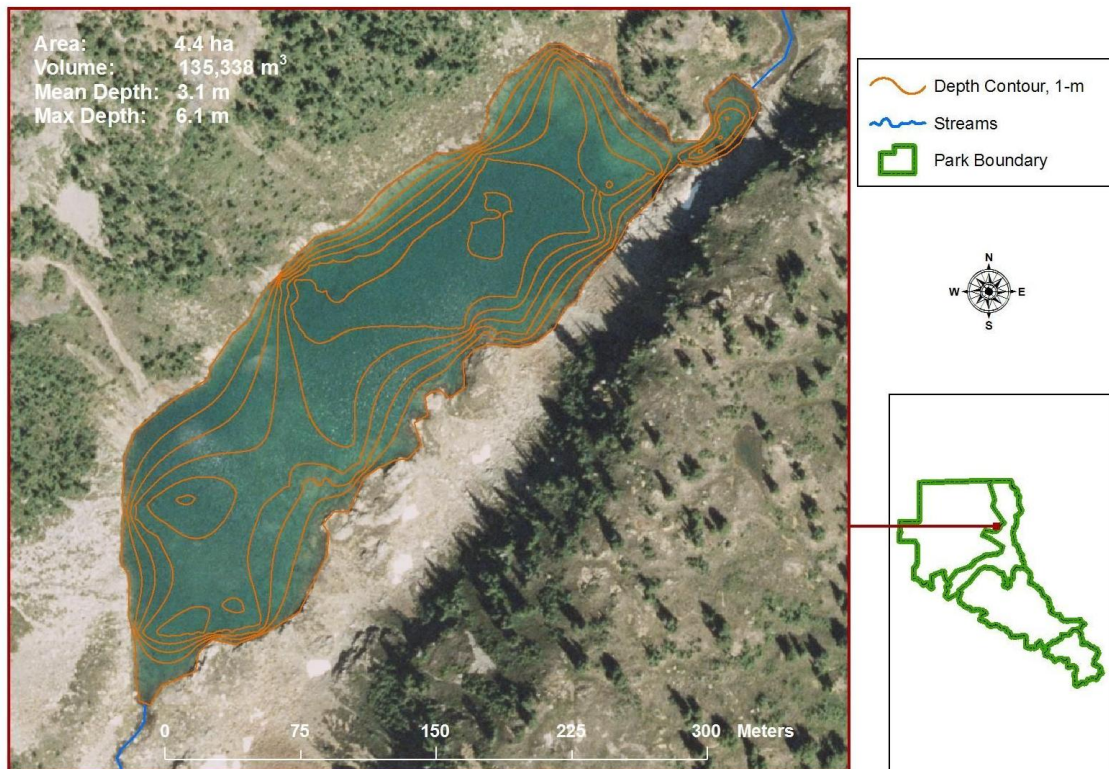 Area: 4.4 ha
Volume: 135,338 m³
Mean Depth: 3.1 m
Max Depth: 6.1 m
Depth Contour, 1-m
Streams
Park Boundary
N
W E
S
0 75 150 225 300 Meters